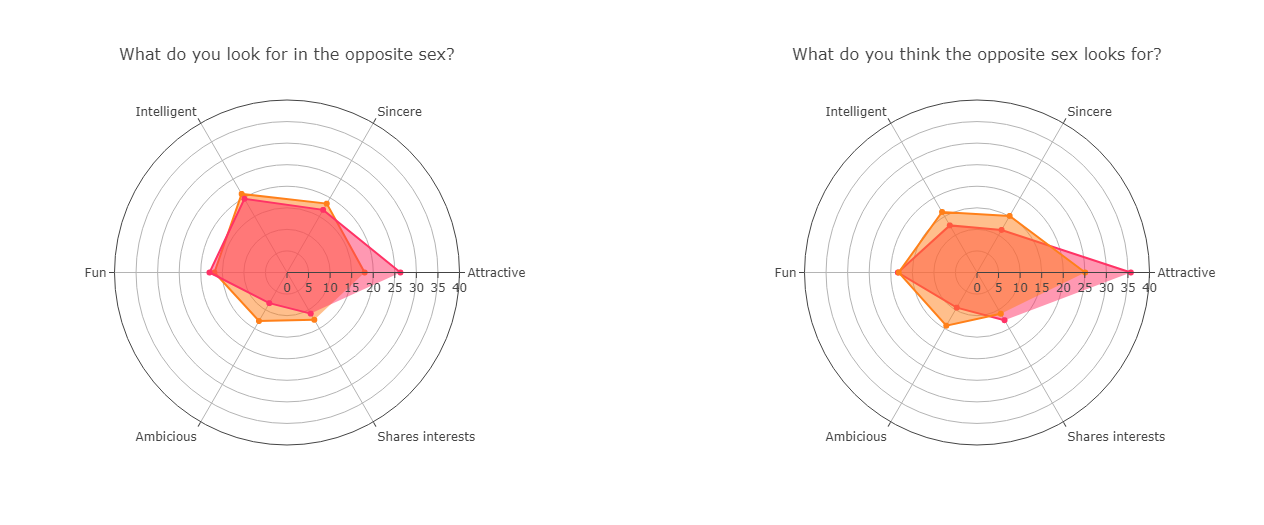 What do you look for in the opposite sex?
What do you think the opposite sex looks for?
Intelligent
Sincere
Fun
Attractive
0 5 10 15 20 25 30 35 40
Ambicious
Shares interests
Intelligent
Sincere
Fun
Attractive
0 5 10 15 20 25 30 35 40
Ambicious
Shares interests